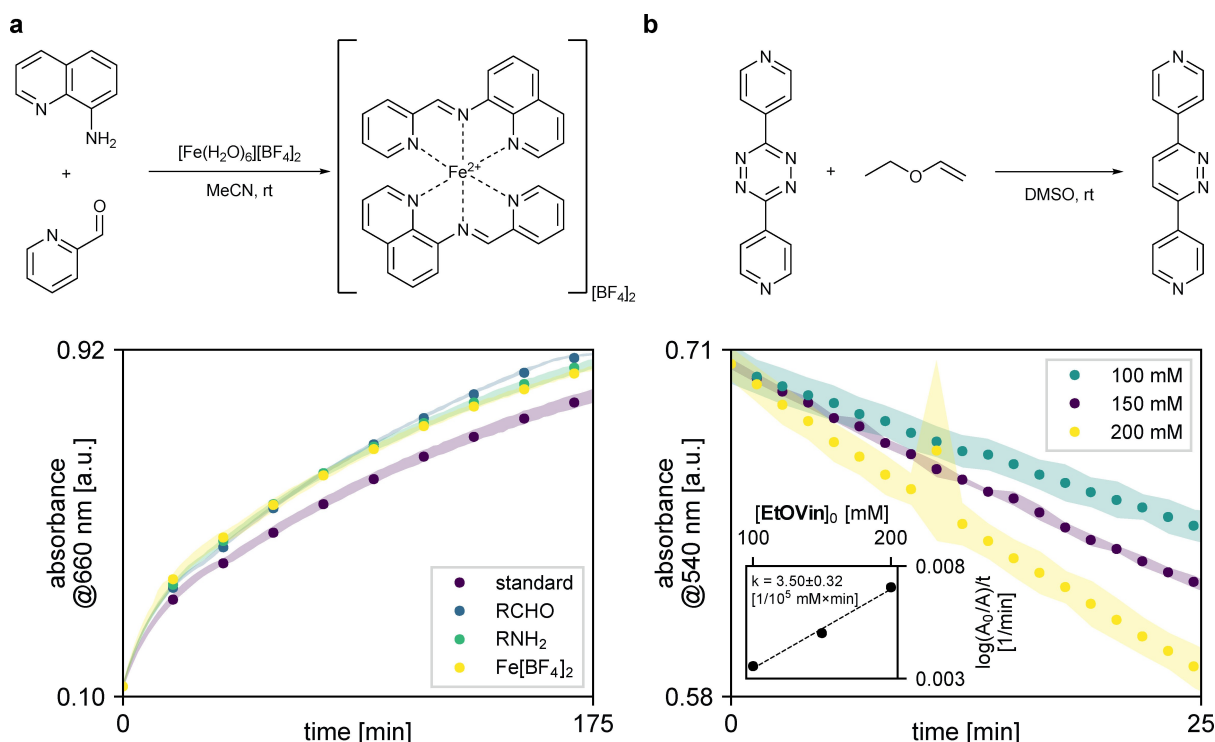 a
NH₂
N
+
O
N
[Fe(H₂O)₆][BF₄]₂
MeCN, rt
N
N
N
Fe²⁺
N
N
N
[BF₄]₂
0.92
absorbance
@660 nm [a.u.]
0.10
0
time [min]
175
standard
RCHO
RNH₂
Fe[BF₄]₂
b
N
N
N
N
N
N
+
O
DMSO, rt
N
N
N
N
0.71
absorbance
@540 nm [a.u.]
0.58
0
time [min]
25
100 mM
150 mM
200 mM
[EtOVin]₀ [mM]
100
200
k = 3.50±0.32
[1/10⁵ mM×min]
0.008
0.003
log(A₀/A)/t
[1/min]